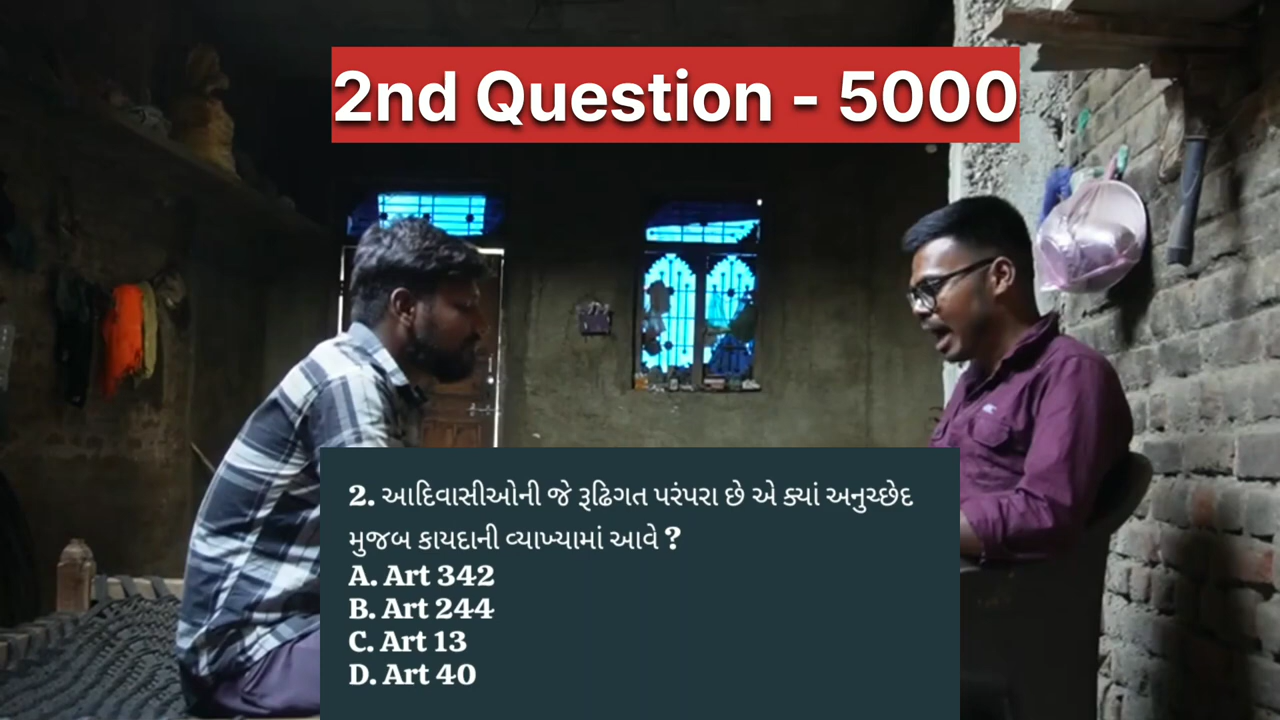 2nd Question - 5000
2. આદિવાસીઓની જે રૂઢિગત પરંપરા છે એ ક્યાં અનુચ્છેદ
મુજબ કાયદાની વ્યાખ્યામાં આવે ?
A. Art 342
B. Art 244
C. Art 13
D. Art 40